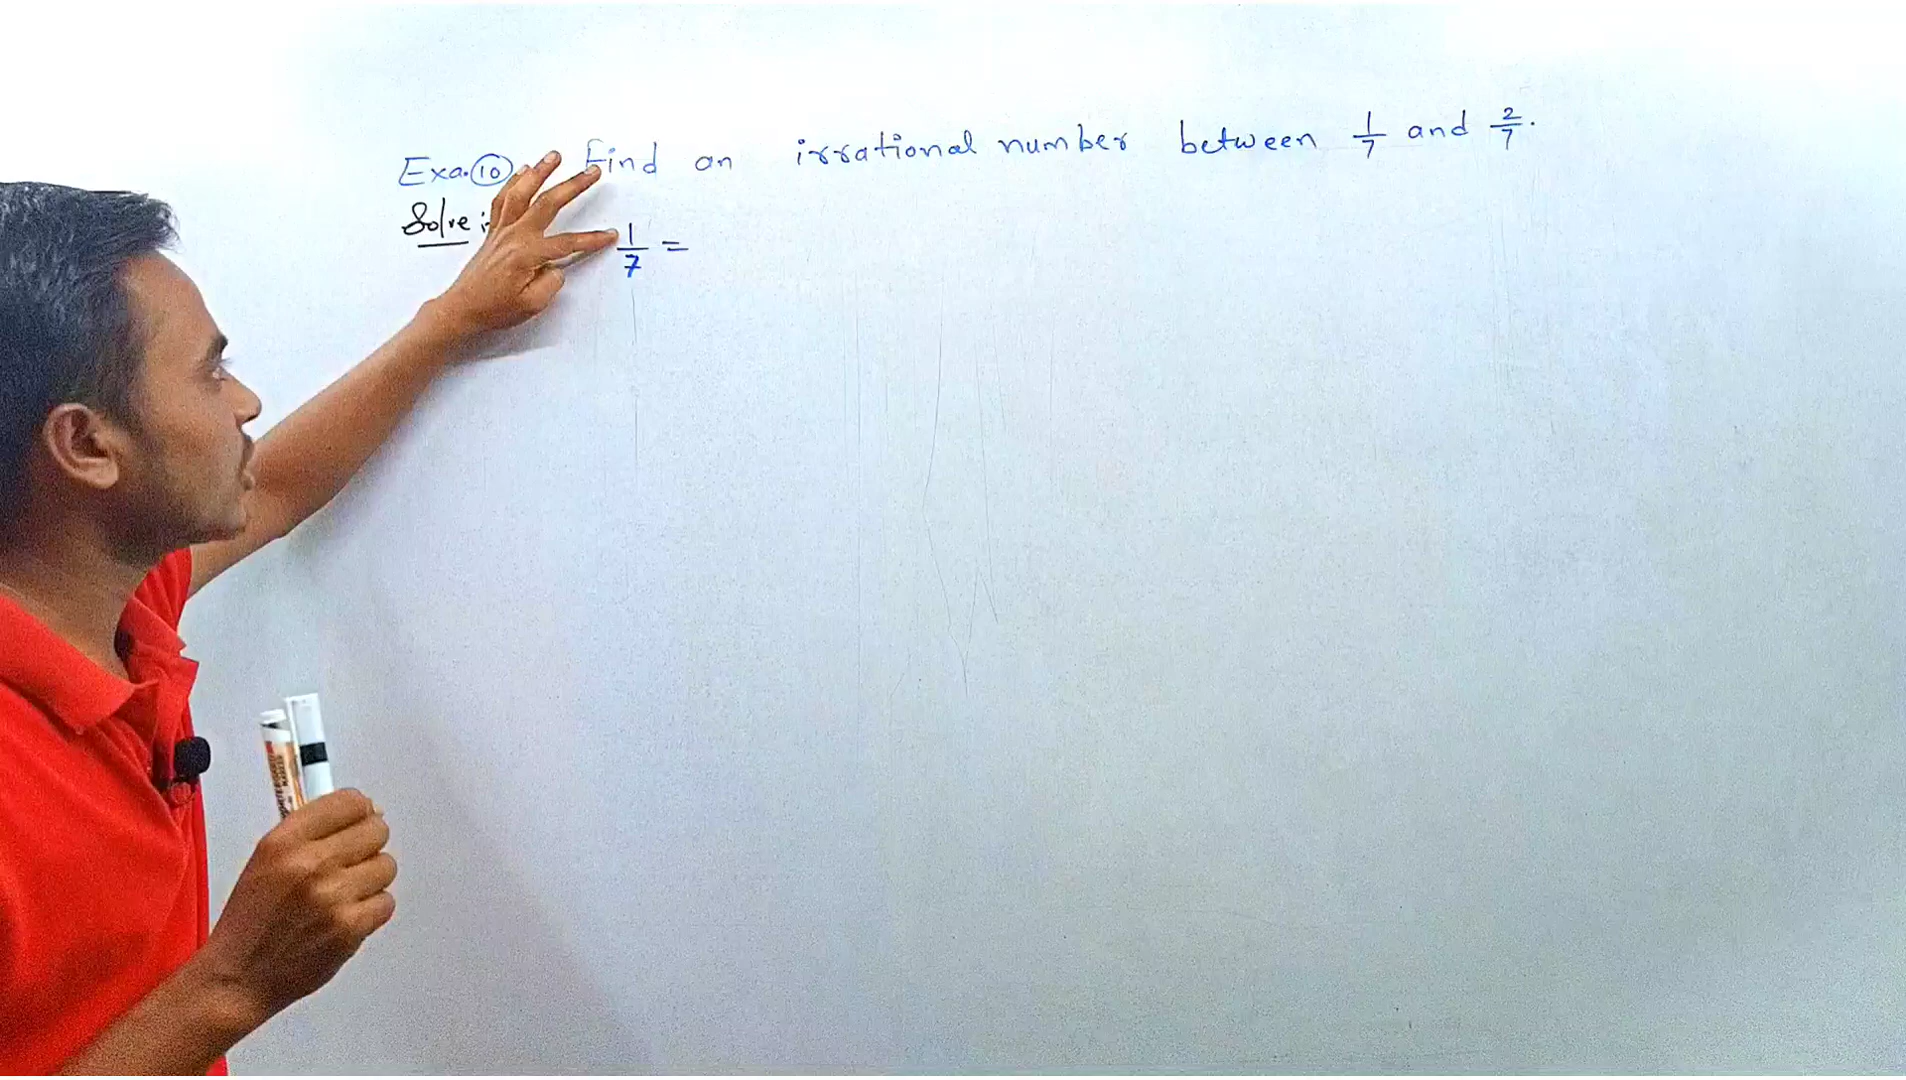 Exa. 10 Find an irrational number between 1/7 and 2/7.
Solve :
1/7 =